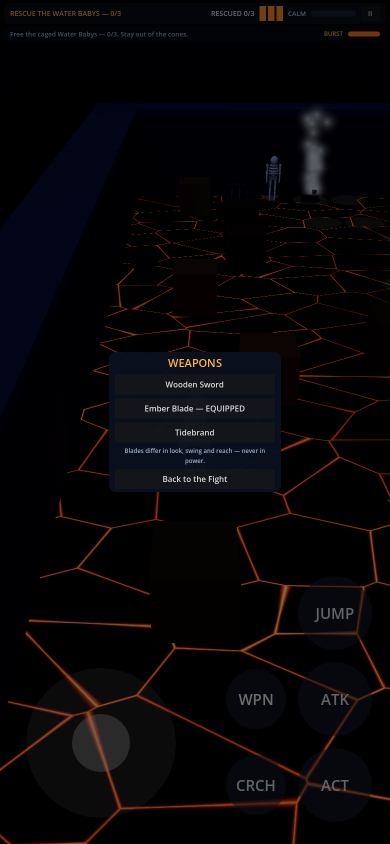 RESCUE THE WATER BABYS — 0/3
RESCUED 0/3
CALM
II
Free the caged Water Babys — 0/3. Stay out of the cones.
BURST
WEAPONS
Wooden Sword
Ember Blade — EQUIPPED
Tidebrand
Blades differ in look, swing and reach — never in
power.
Back to the Fight
JUMP
WPN
ATK
CRCH
ACT